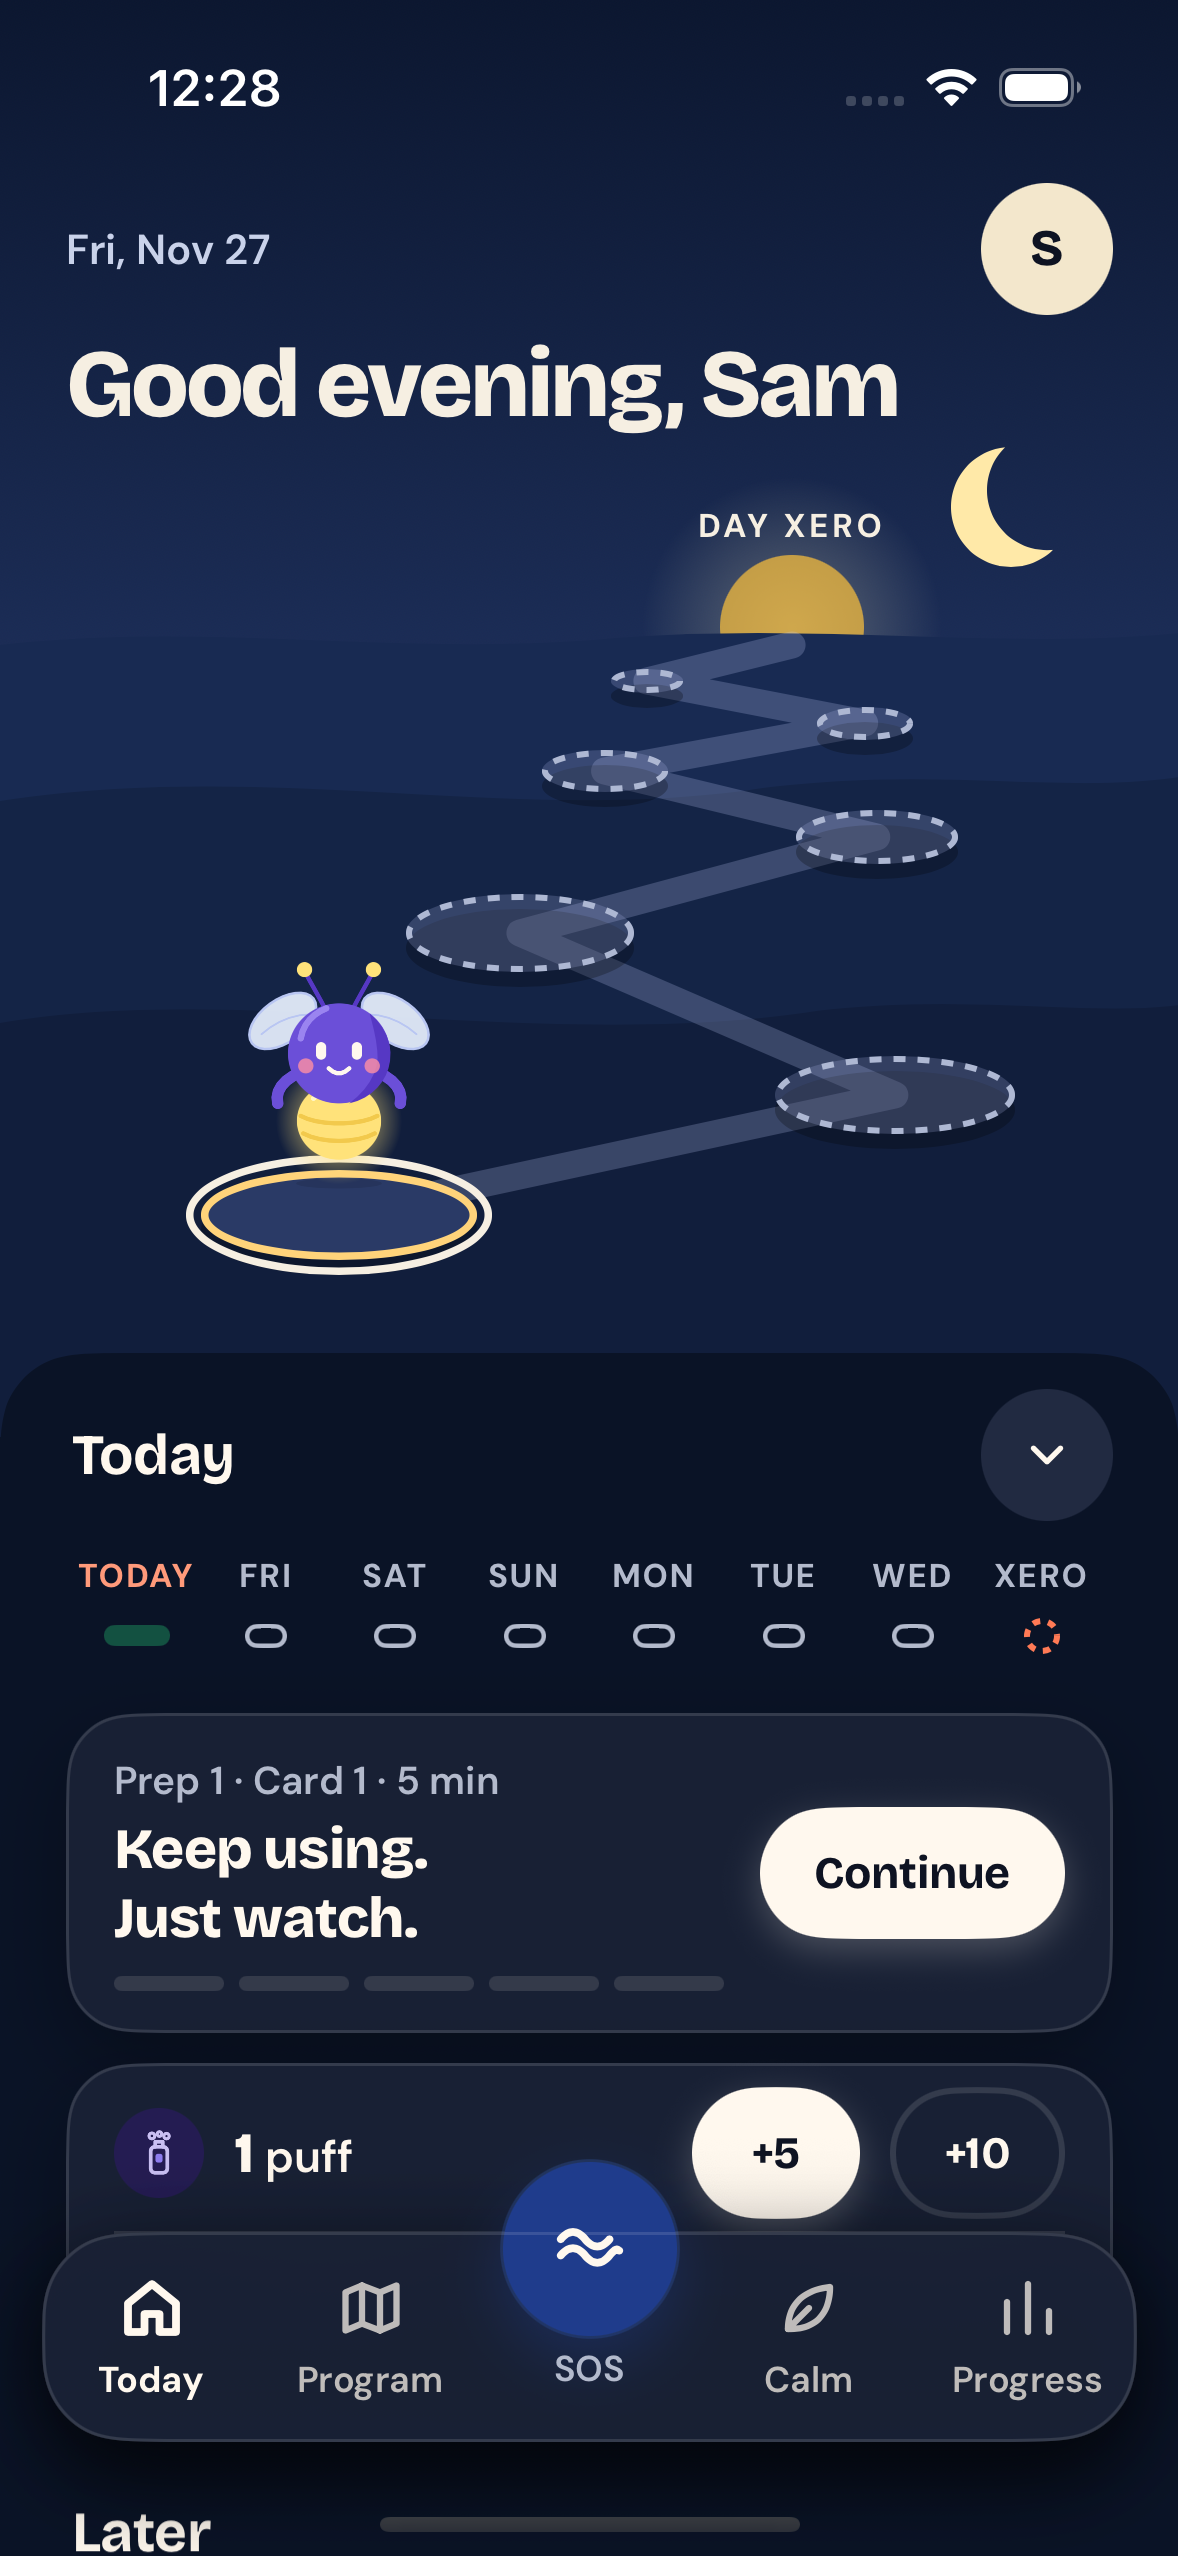 12:28
Fri, Nov 27
S
Good evening, Sam
DAY XERO
Today
TODAY FRI SAT SUN MON TUE WED XERO
Prep 1 · Card 1 · 5 min
Keep using.
Just watch.
Continue
1 puff
+5
+10
Today
Program
SOS
Calm
Progress
Later